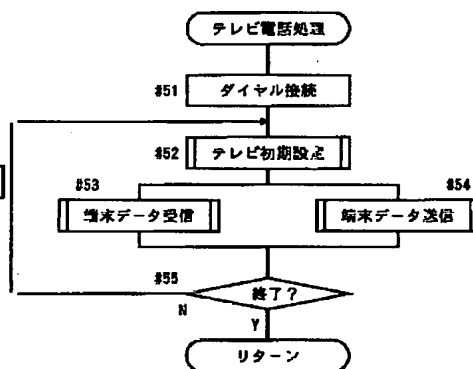 テレビ電話処理
#51 ダイヤル接続
#52 テレビ初期設定
#53 #54
端末データ受信 端末データ送信
#55
終了?
N
Y
リターン